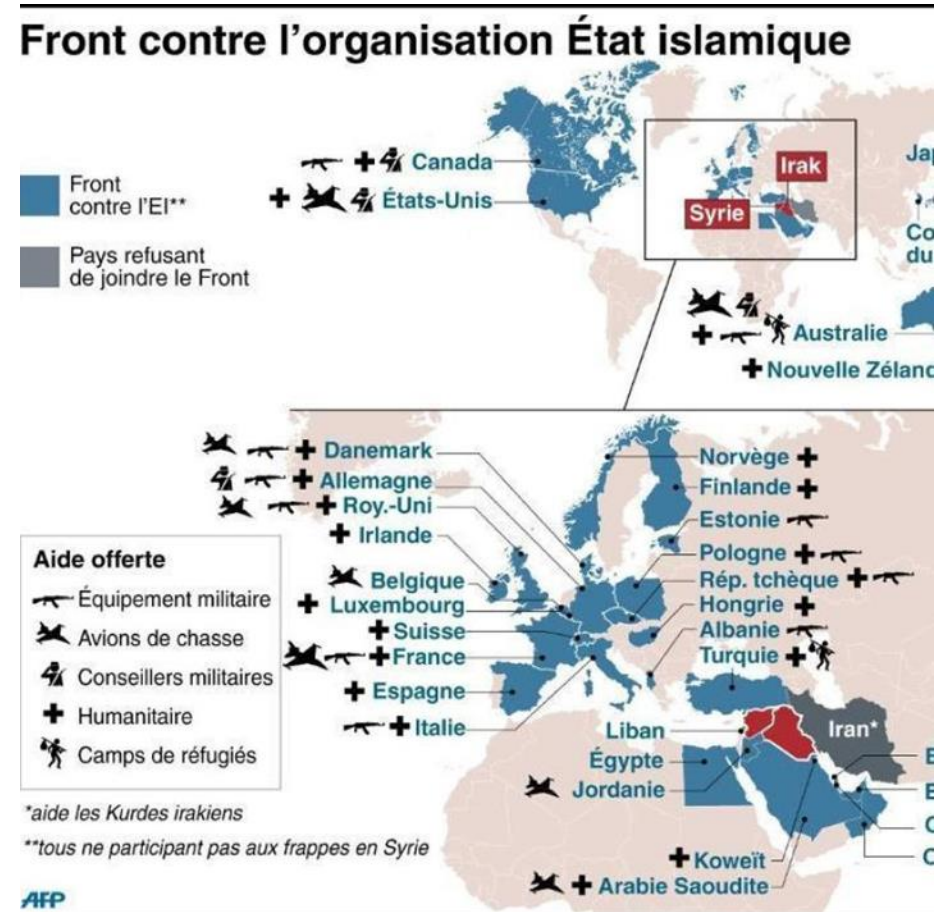 Front contre l'organisation État islamique
Front
contre l'EI**
Pays refusant
de joindre le Front
Canada
États-Unis
Irak
Syrie
Australie
Nouvelle Zéland
Jap
Co
du
Danemark
Allemagne
Roy.-Uni
Irlande
Belgique
Luxembourg
Suisse
France
Espagne
Italie
Norvège
Finlande
Estonie
Pologne
Rép. tchèque
Hongrie
Albanie
Turquie
Liban
Égypte
Jordanie
Iran*
Koweït
Arabie Saoudite
Aide offerte
Équipement militaire
Avions de chasse
Conseillers militaires
Humanitaire
Camps de réfugiés
*aide les Kurdes irakiens
**tous ne participant pas aux frappes en Syrie
AFP